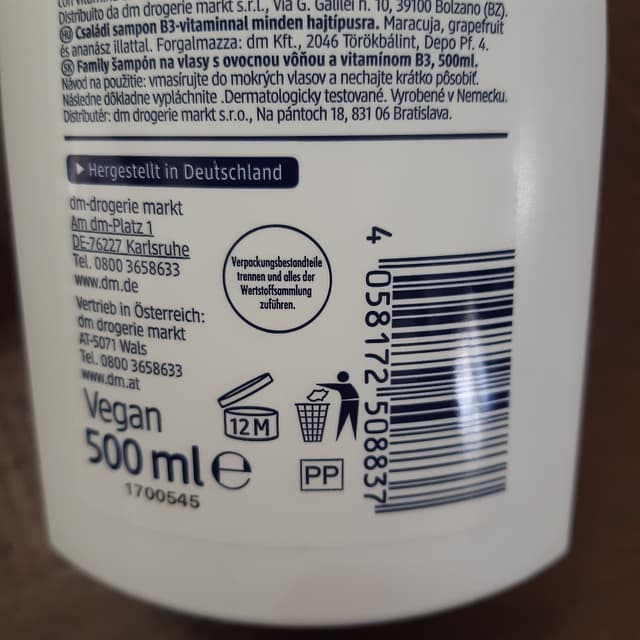 Distribuito da dm drogerie markt s.r.l., Via G. Galilei n. 10, 39100 Bolzano (BZ).
HU Családi sampon B3-vitaminnal minden hajtípusra. Maracuja, grapefruit
és ananász illattal. Forgalmazza: dm Kft., 2046 Törökbálint, Depo Pf. 4.
SK Family šampón na vlasy s ovocnou vôňou a vitamínom B3, 500ml.
Návod na použitie: vmasírujte do mokrých vlasov a nechajte krátko pôsobiť.
Následne dôkladne vypláchnite .Dermatologicky testované. Vyrobené v Nemecku.
Distributér: dm drogerie markt s.r.o., Na pántoch 18, 831 06 Bratislava.
Hergestellt in Deutschland
dm-drogerie markt
Am dm-Platz 1
DE-76227 Karlsruhe
Tel. 0800 3658633
www.dm.de
Vertrieb in Österreich:
dm drogerie markt
AT-5071 Wals
Tel. 0800 3658633
www.dm.at
Vegan
500 ml e
1700545
Verpackungsbestandteile
trennen und alles der
Wertstoffsammlung
zuführen.
12 M
PP
4 058172 508837